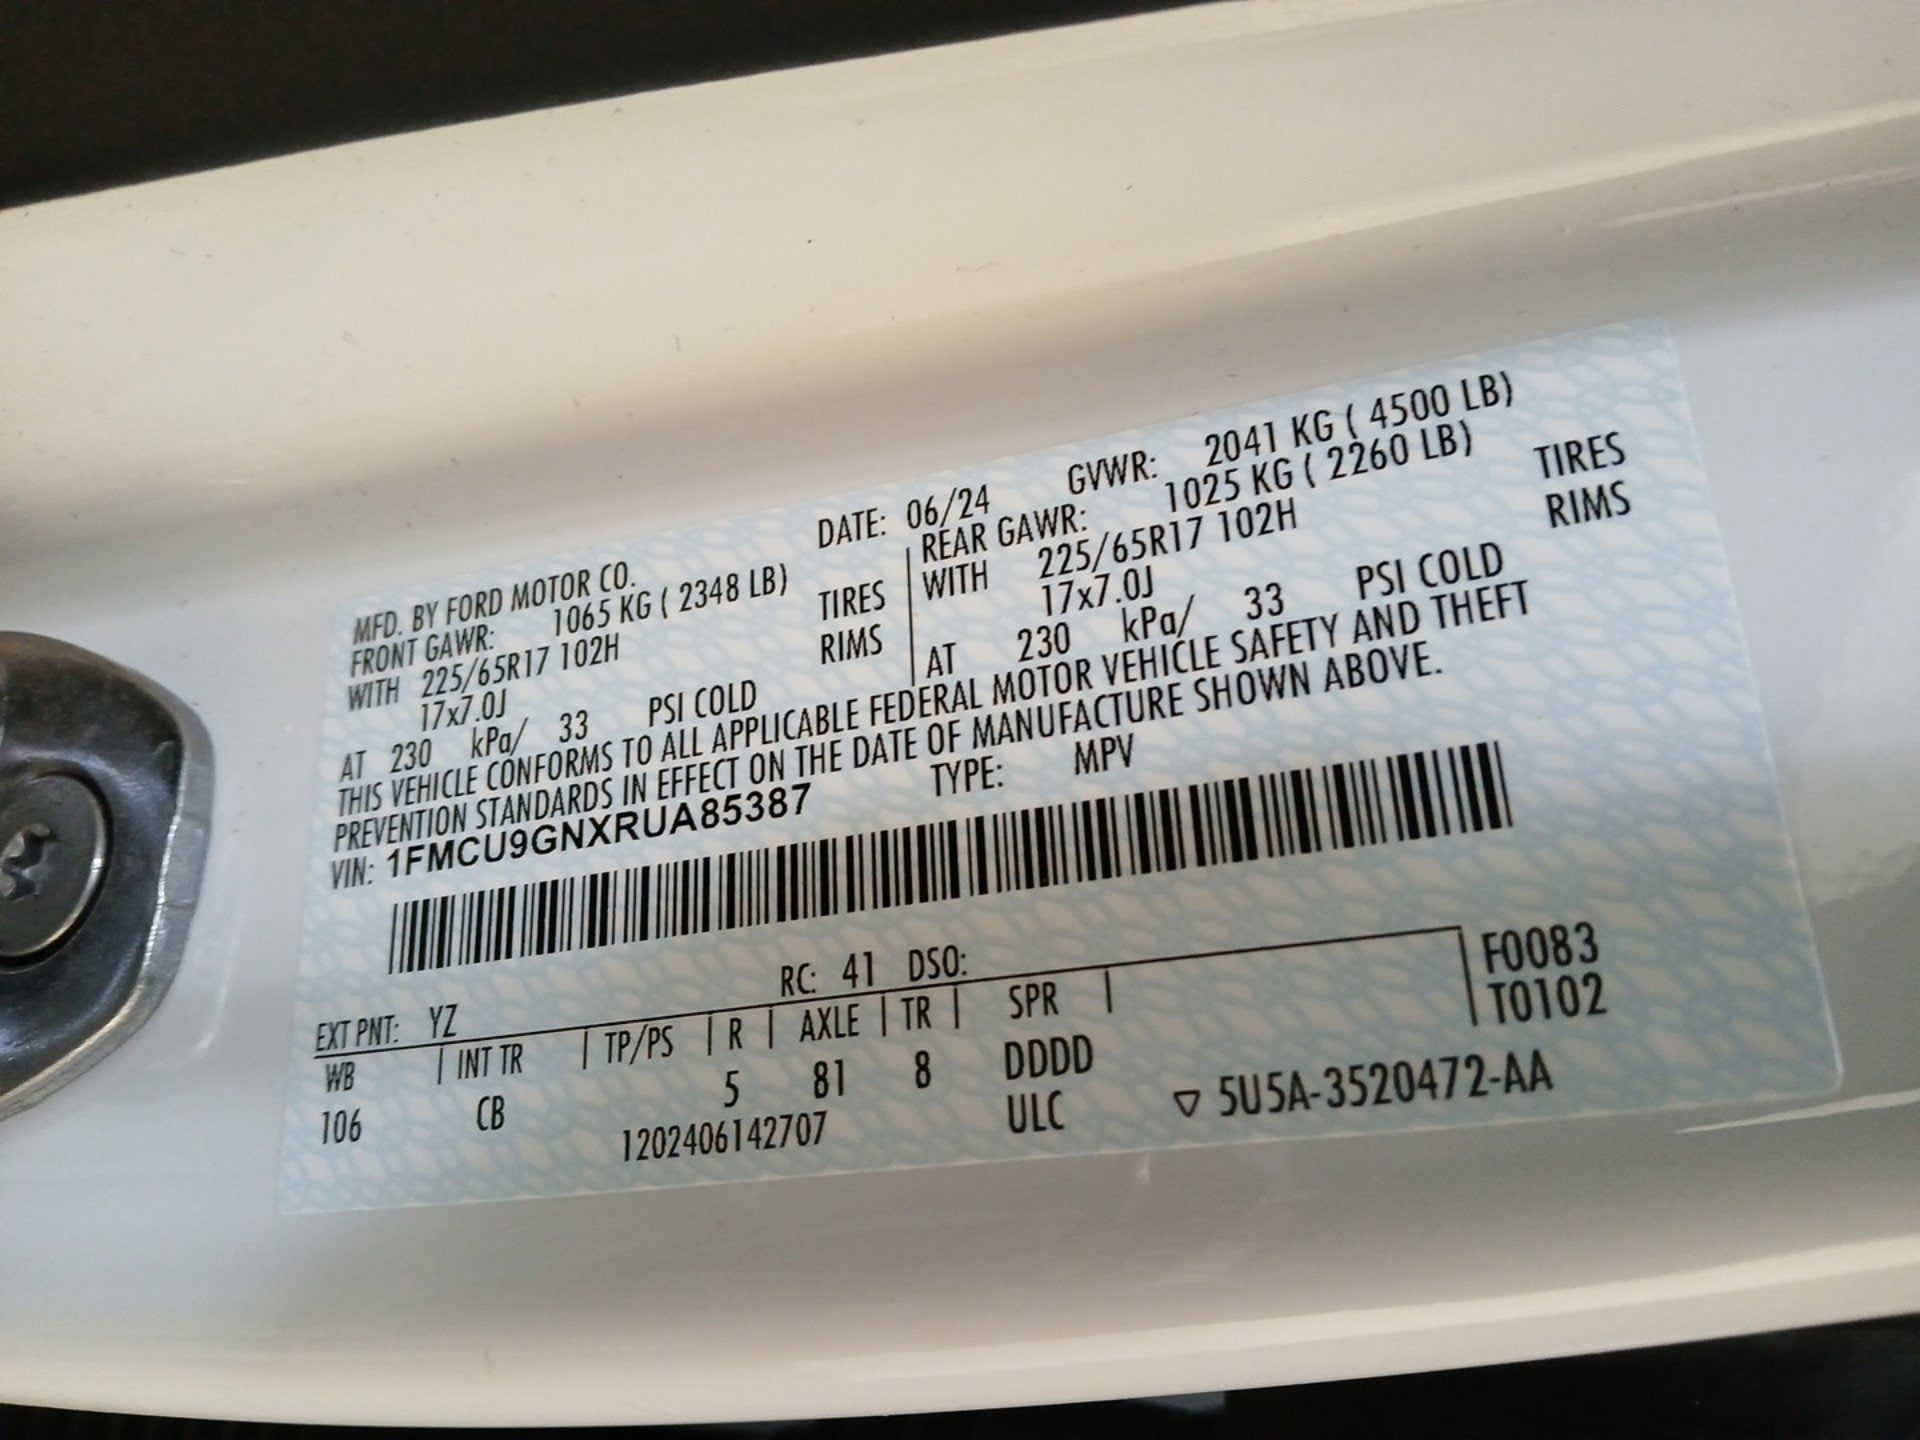 MFD. BY FORD MOTOR CO.
DATE: 06/24 GVWR: 2041 KG ( 4500 LB)
FRONT GAWR: 1065 KG ( 2348 LB)
WITH 225/65R17 102H TIRES
17x7.0J RIMS
AT 230 kPa/ 33 PSI COLD
REAR GAWR: 1025 KG ( 2260 LB)
WITH 225/65R17 102H TIRES
17x7.0J RIMS
AT 230 kPa/ 33 PSI COLD
THIS VEHICLE CONFORMS TO ALL APPLICABLE FEDERAL MOTOR VEHICLE SAFETY AND THEFT
PREVENTION STANDARDS IN EFFECT ON THE DATE OF MANUFACTURE SHOWN ABOVE.
VIN: 1FMCU9GNXRUA85387 TYPE: MPV
EXT PNT: YZ RC: 41 DSO:
F0083
T0102
WB | INT TR | TP/PS | R | AXLE | TR | SPR |
106 CB 5 81 8 DDDD
1202406142707 ULC ▽ 5U5A-3520472-AA